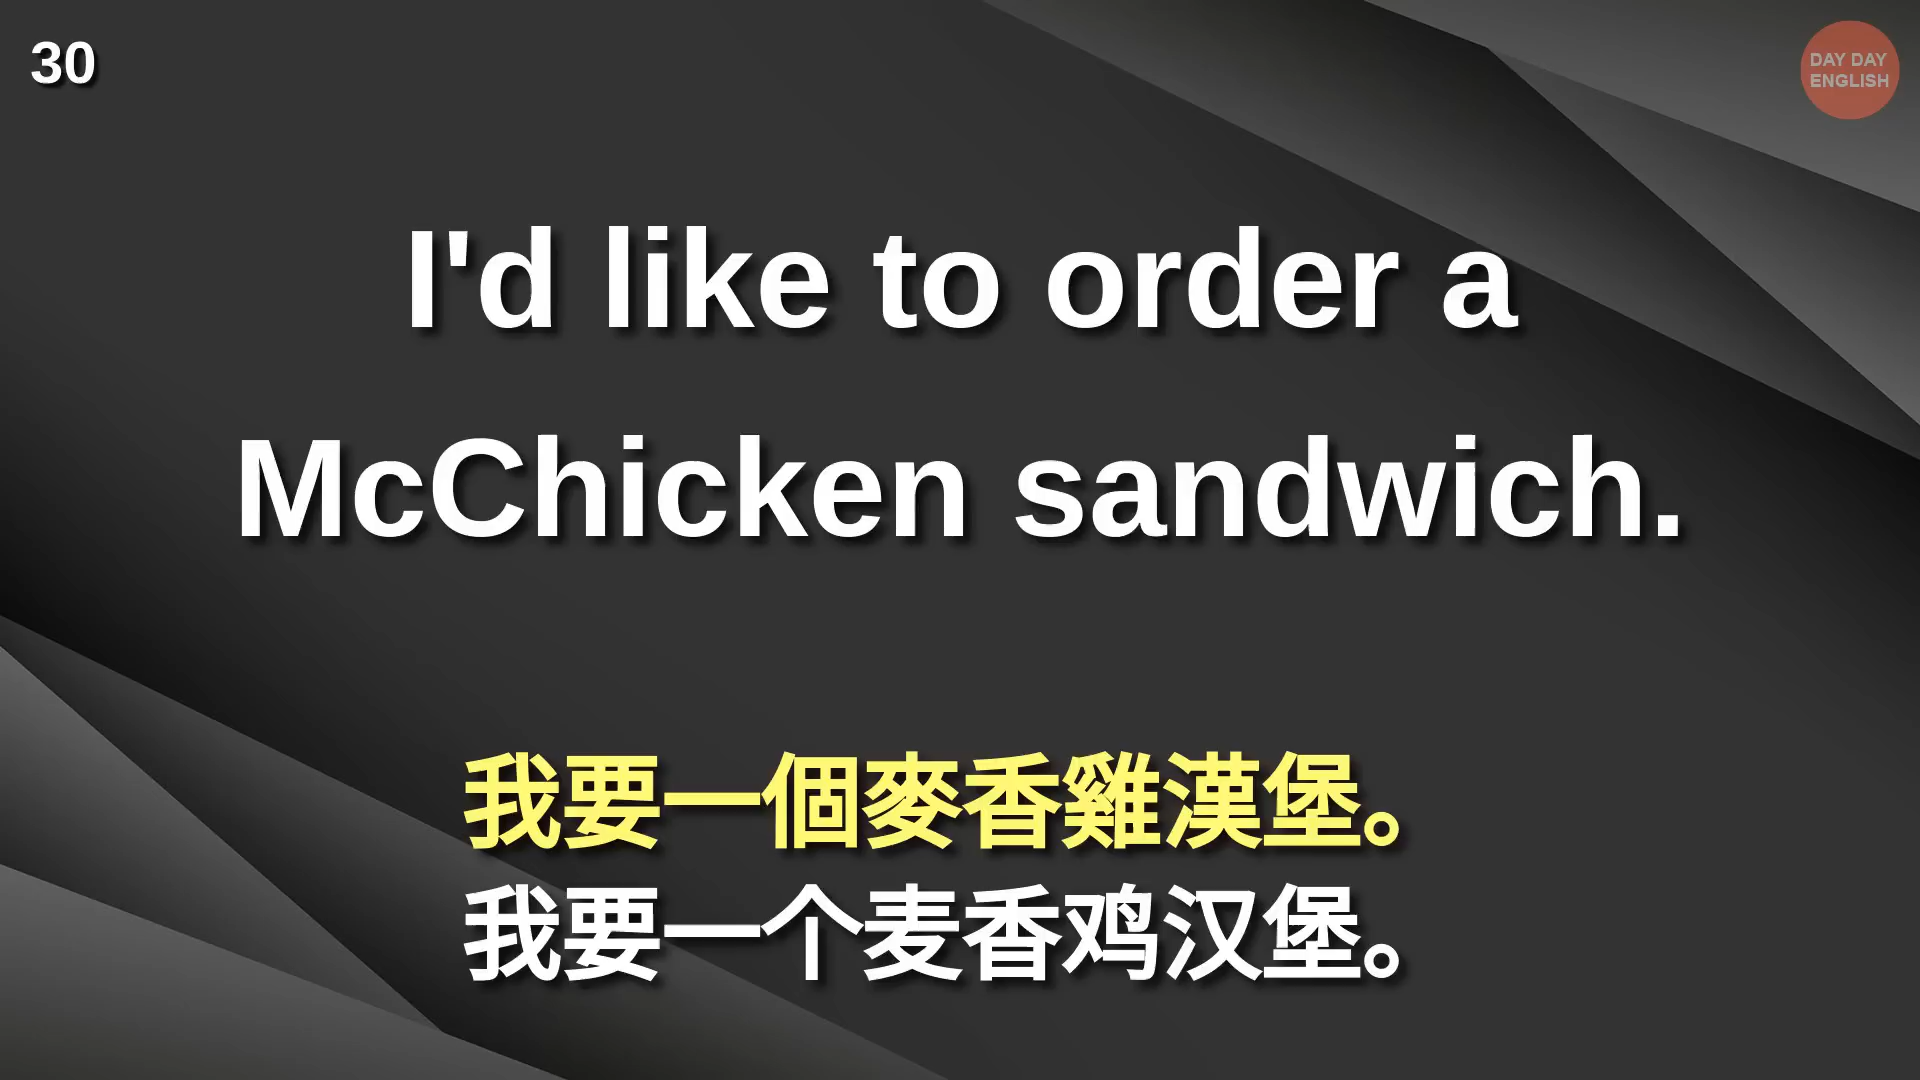 30
DAY DAY
ENGLISH
I'd like to order a
McChicken sandwich.
我要一個麥香雞漢堡。
我要一个麦香鸡汉堡。